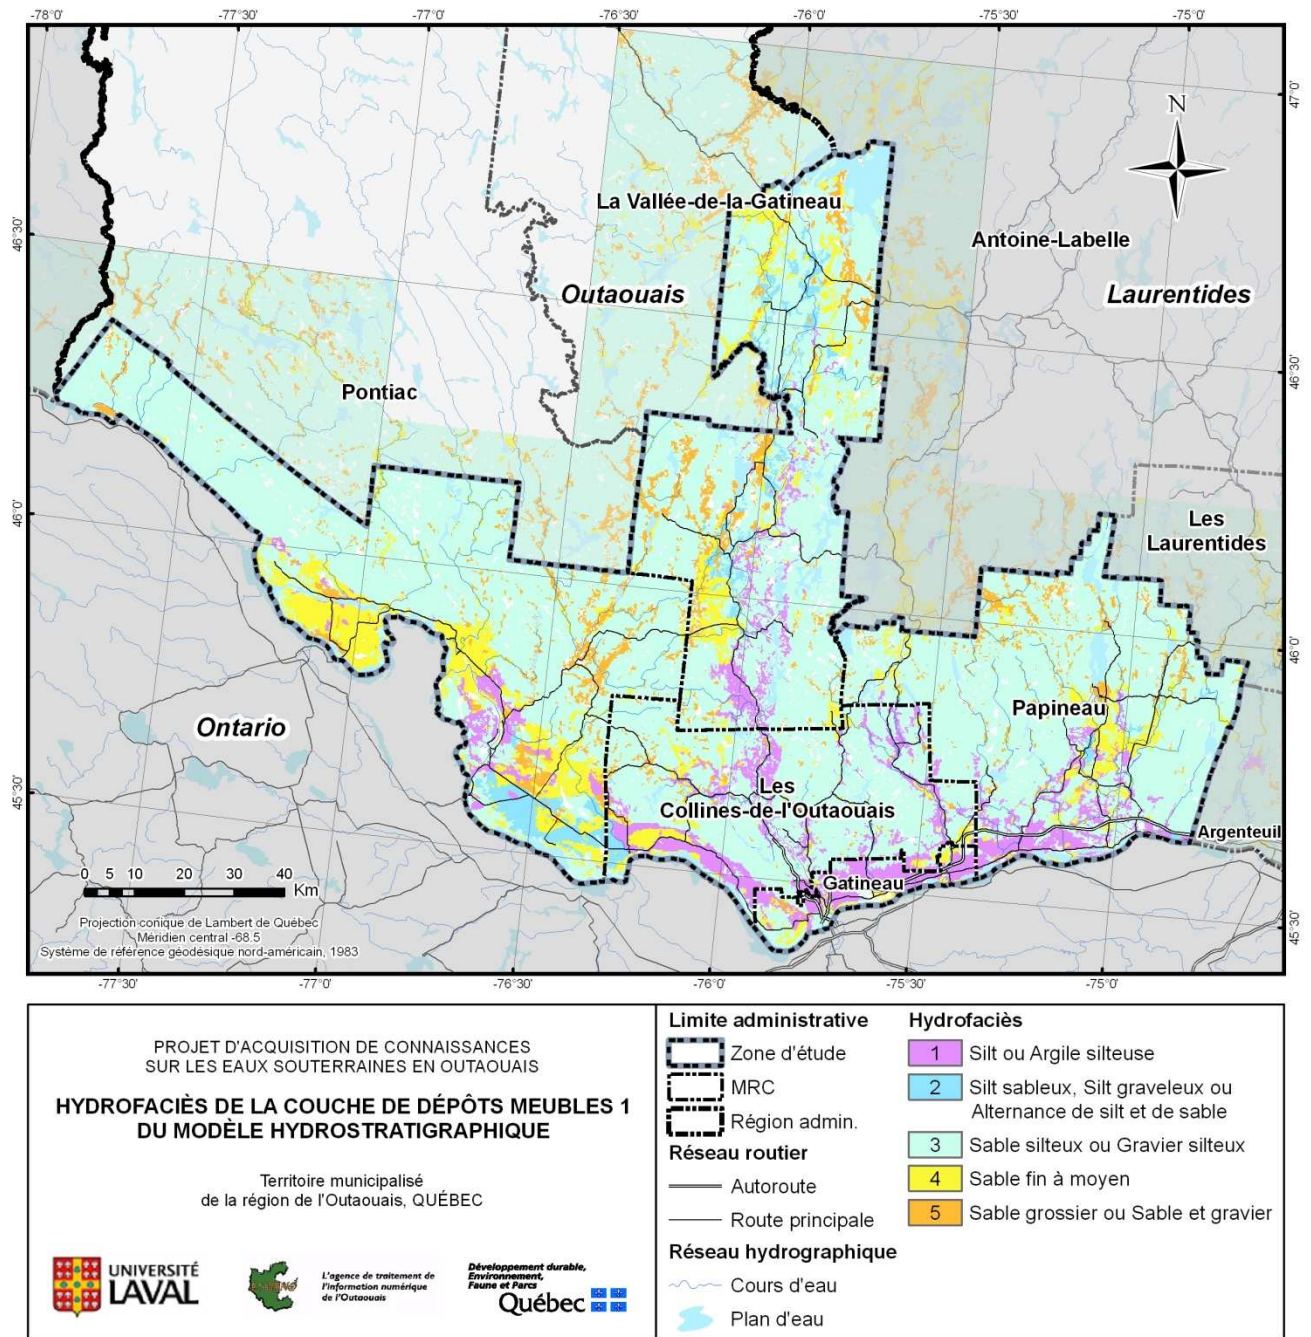 -78°0' -77°30' -77°0' -76°30' -76°0' -75°30' -75°0'
47°0'
N
La Vallée-de-la-Gatineau
46°30'
Antoine-Labelle
Outaouais
Laurentides
46°30'
Pontiac
46°0'
Les
Laurentides
46°0'
Papineau
Ontario
45°30'
Les
Collines-de-l'Outaouais
Argenteuil
Gatineau
0 5 10 20 30 40
Km
Projection conique de Lambert de Québec
Méridien central -68.5
Système de référence géodésique nord-américain, 1983
45°30'
-77°30' -77°0' -76°30' -76°0' -75°30' -75°0'
PROJET D'ACQUISITION DE CONNAISSANCES
SUR LES EAUX SOUTERRAINES EN OUTAOUAIS
HYDROFACIÈS DE LA COUCHE DE DÉPÔTS MEUBLES 1
DU MODÈLE HYDROSTRATIGRAPHIQUE
Territoire municipalisé
de la région de l'Outaouais, QUÉBEC
UNIVERSITÉ
LAVAL
L'agence de traitement de
l'information numérique
de l'Outaouais
Développement durable,
Environnement,
Faune et Parcs
Québec
Limite administrative
Zone d'étude
MRC
Région admin.
Réseau routier
Autoroute
Route principale
Réseau hydrographique
Cours d'eau
Plan d'eau
Hydrofaciès
1 Silt ou Argile silteuse
2 Silt sableux, Silt graveleux ou
Alternance de silt et de sable
3 Sable silteux ou Gravier silteux
4 Sable fin à moyen
5 Sable grossier ou Sable et gravier